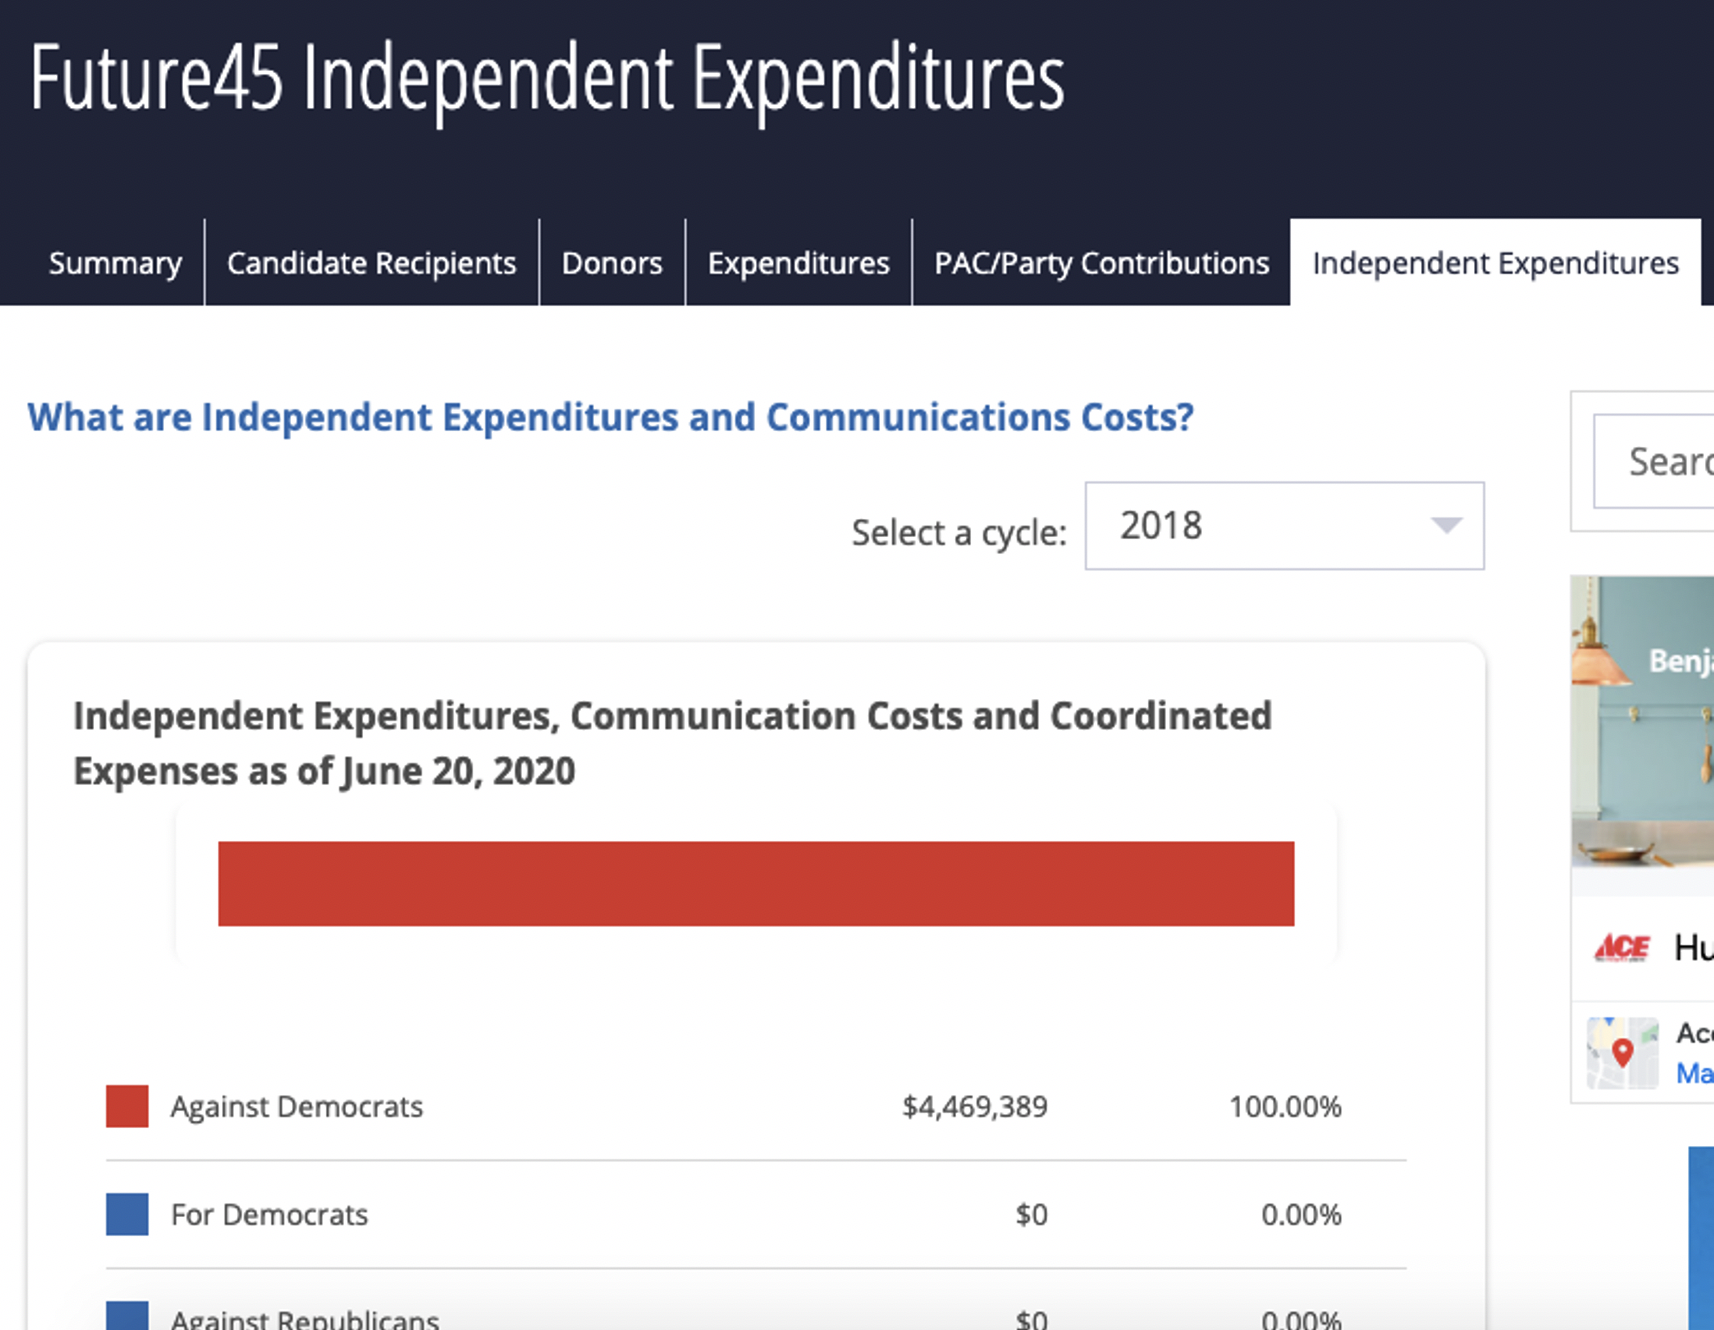 Future45 Independent Expenditures
Summary
Candidate Recipients
Donors
Expenditures
PAC/Party Contributions
Independent Expenditures
What are Independent Expenditures and Communications Costs?
Select a cycle: 2018
Independent Expenditures, Communication Costs and Coordinated
Expenses as of June 20, 2020
Against Democrats $4,469,389 100.00%
For Democrats $0 0.00%
Against Republicans $0 0.00%
Searc
Benj
ACE Hu
Ace
Ma